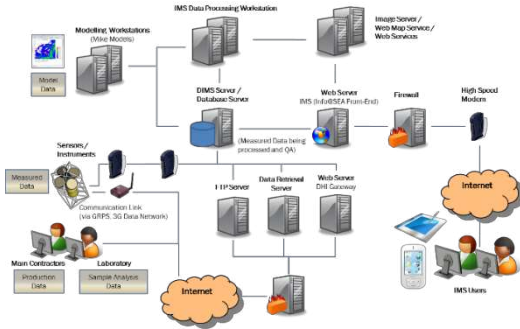 IMS Data Processing Workstation
Image Server /
Web Map Service/
Web Services
Modelling Workstations
(Mike Models)
Model
Data
DIMS Server /
Database Server
Web Server
IMS (Info@SEA Front-End)
Firewall
High Speed
Modem
(Measured Data being
processed and QA)
Sensors/
Instruments
Measured
Data
Communication Link
(via GRPS, 3G Data Network)
FTP Server
Data Retrieval
Server
Web Server
DHI Gateway
Internet
Main Contractors
Laboratory
Production
Data
Sample Analysis
Data
Internet
IMS Users